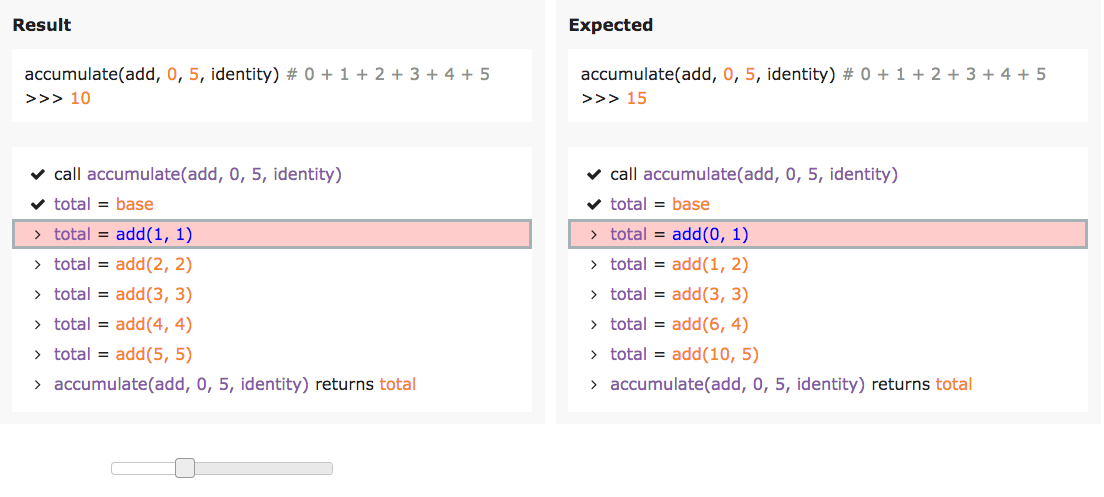 Result
accumulate(add, 0, 5, identity) # 0 + 1 + 2 + 3 + 4 + 5
>>> 10
call accumulate(add, 0, 5, identity)
total = base
total = add(1, 1)
total = add(2, 2)
total = add(3, 3)
total = add(4, 4)
total = add(5, 5)
accumulate(add, 0, 5, identity) returns total
Expected
accumulate(add, 0, 5, identity) # 0 + 1 + 2 + 3 + 4 + 5
>>> 15
call accumulate(add, 0, 5, identity)
total = base
total = add(0, 1)
total = add(1, 2)
total = add(3, 3)
total = add(6, 4)
total = add(10, 5)
accumulate(add, 0, 5, identity) returns total